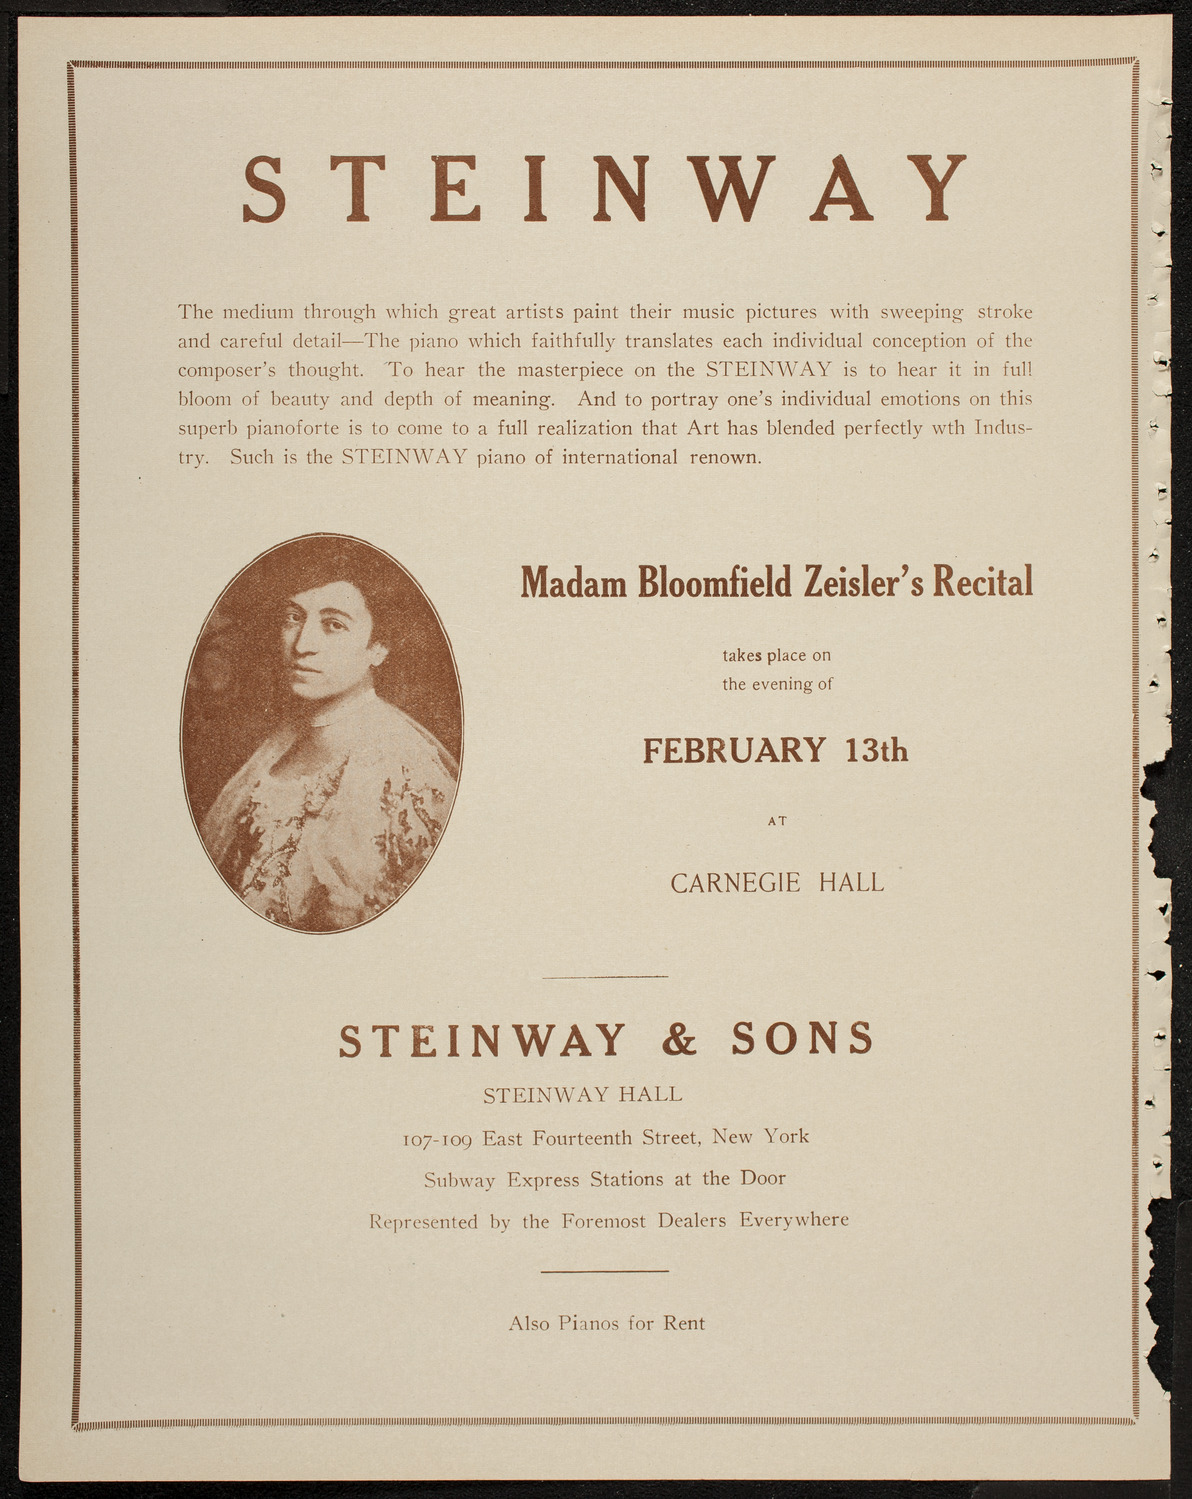 STEINWAY
The medium through which great artists paint their music pictures with sweeping stroke
and careful detail—The piano which faithfully translates each individual conception of the
composer's thought. To hear the masterpiece on the STEINWAY is to hear it in full
bloom of beauty and depth of meaning. And to portray one's individual emotions on this
superb pianoforte is to come to a full realization that Art has blended perfectly wth Indus-
try. Such is the STEINWAY piano of international renown.
Madam Bloomfield Zeisler's Recital
takes place on
the evening of
FEBRUARY 13th
AT
CARNEGIE HALL
STEINWAY & SONS
STEINWAY HALL
107-109 East Fourteenth Street, New York
Subway Express Stations at the Door
Represented by the Foremost Dealers Everywhere
Also Pianos for Rent